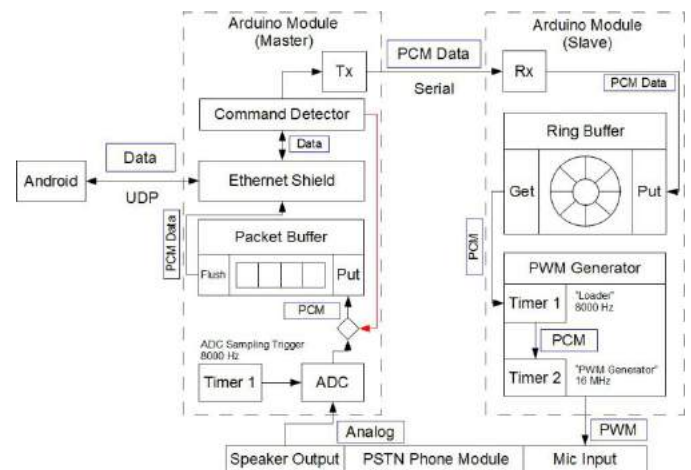 Arduino Module
(Master)
Arduino Module
(Slave)
Tx
PCM Data
Serial
Rx
PCM Data
Command Detector
Data
Ring Buffer
Get
Put
Android
Data
UDP
Ethernet Shield
PCM Data
Packet Buffer
Flush
Put
PCM
PCM
PWM Generator
Timer 1
"Loader"
8000 Hz
PCM
Timer 2
"PWM Generator"
16 MHz
ADC Sampling Trigger
8000 Hz
Timer 1
ADC
Analog
PWM
Speaker Output
PSTN Phone Module
Mic Input